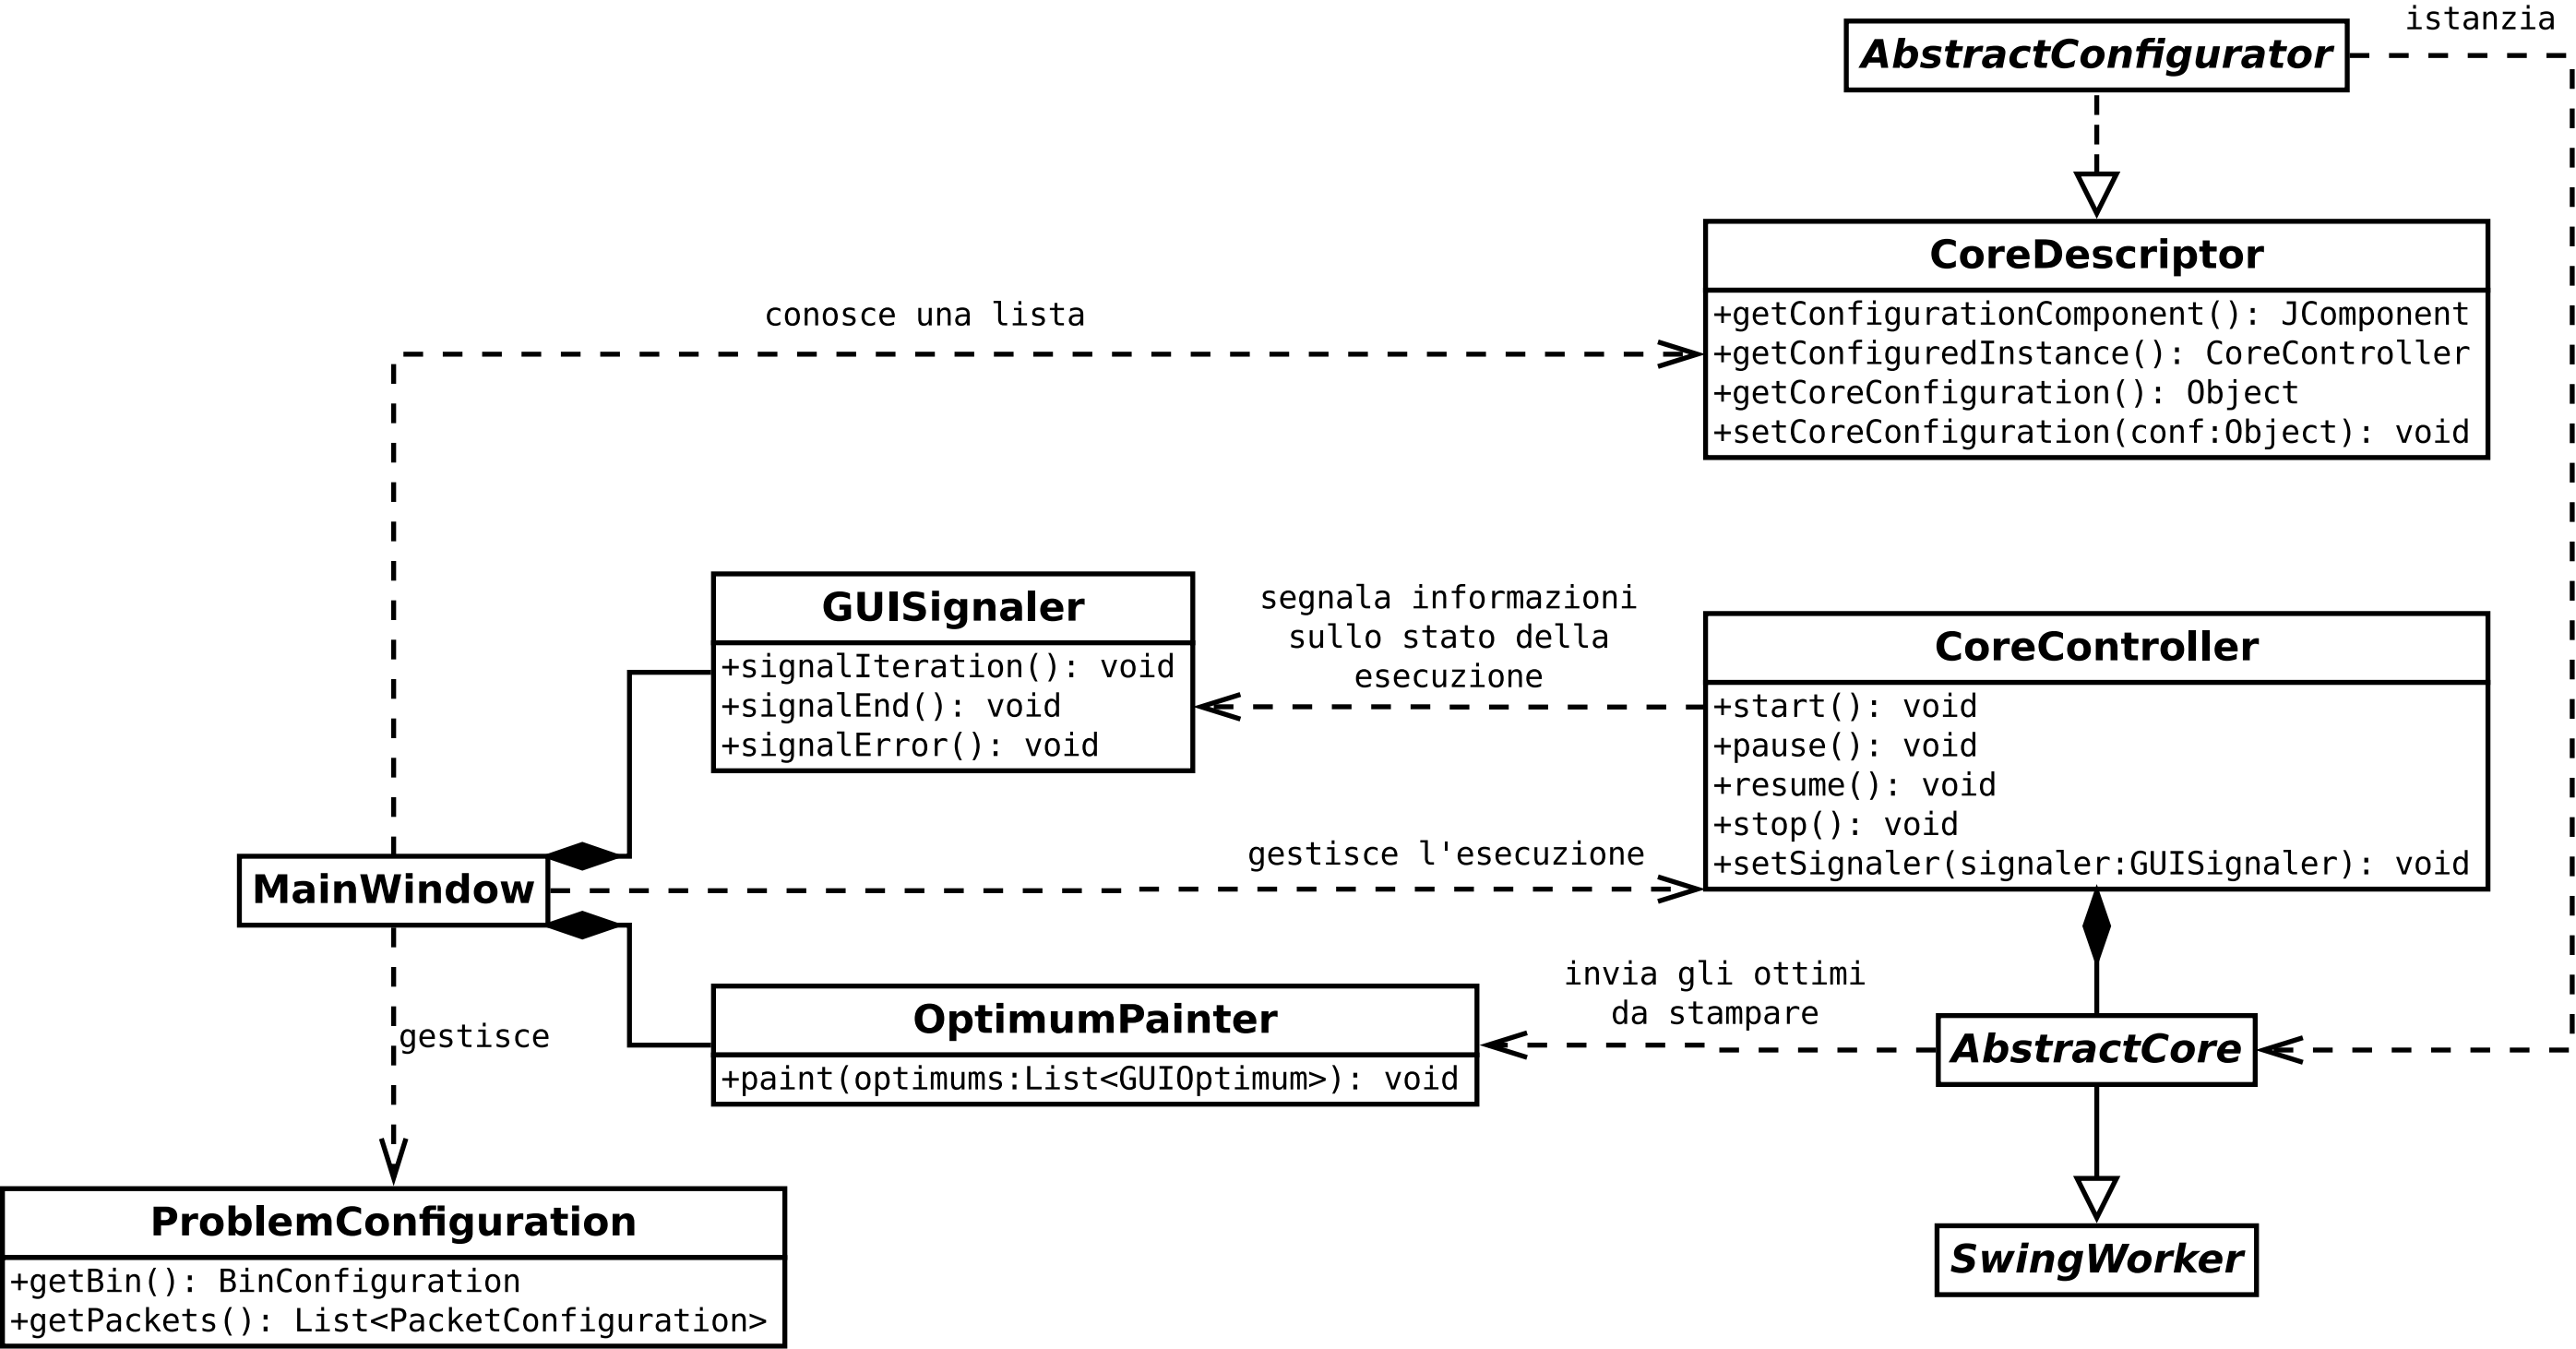 istanzia
AbstractConfigurator
CoreDescriptor
+getConfigurationComponent(): JComponent
+getConfiguredInstance(): CoreController
+getCoreConfiguration(): Object
+setCoreConfiguration(conf:Object): void
conosce una lista
GUISignaler
+signalIteration(): void
+signalEnd(): void
+signalError(): void
segnala informazioni
sullo stato della
esecuzione
CoreController
+start(): void
+pause(): void
+resume(): void
+stop(): void
+setSignaler(signaler:GUISignaler): void
gestisce l'esecuzione
MainWindow
invia gli ottimi
da stampare
OptimumPainter
+paint(optimums:List<GUIOptimum>): void
AbstractCore
gestisce
ProblemConfiguration
+getBin(): BinConfiguration
+getPackets(): List<PacketConfiguration>
SwingWorker